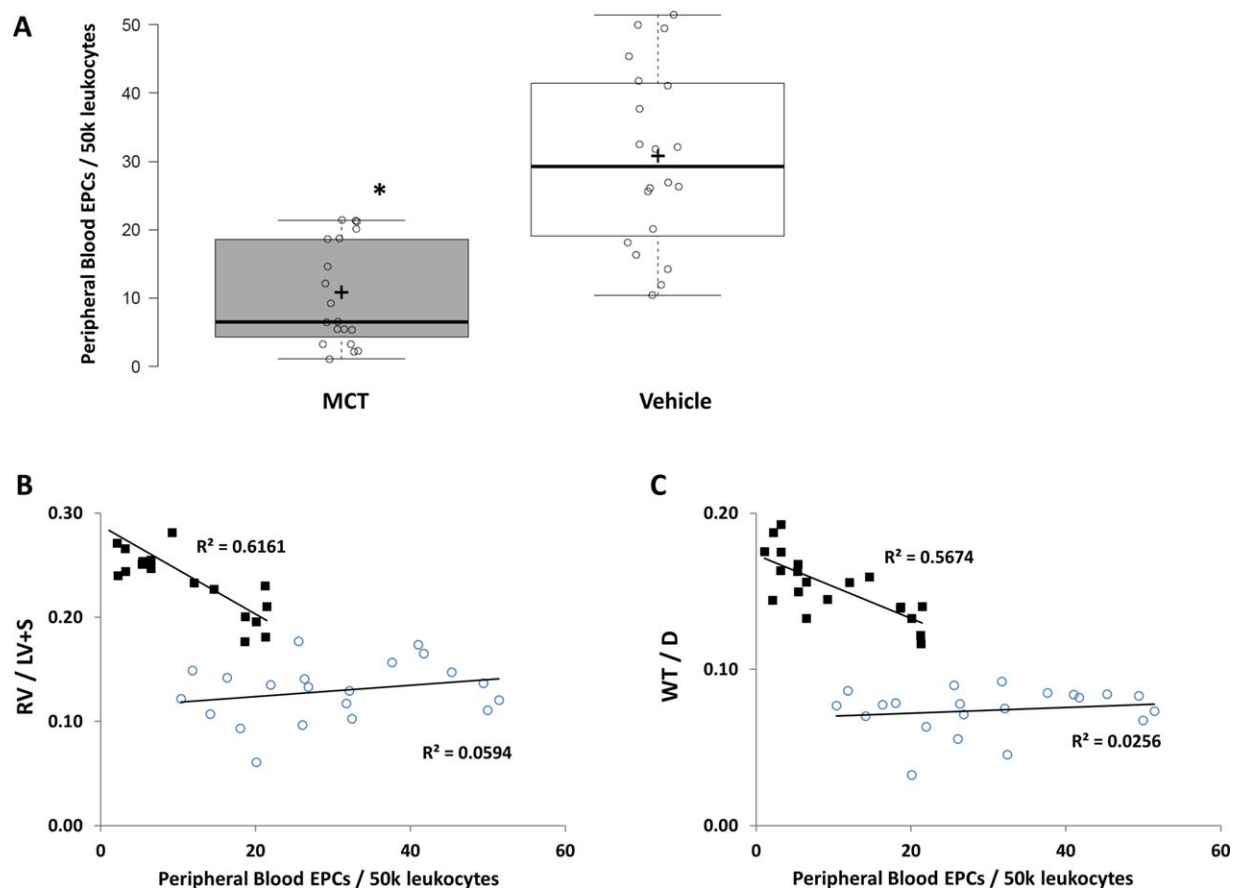 A
Peripheral Blood EPCs / 50k leukocytes
50
40
30
20
10
0
*
MCT
Vehicle
B
RV / LV+S
0.30
0.20
0.10
0.00
R² = 0.6161
R² = 0.0594
0
20
40
60
Peripheral Blood EPCs / 50k leukocytes
C
WT / D
0.20
0.10
0.00
R² = 0.5674
R² = 0.0256
0
20
40
60
Peripheral Blood EPCs / 50k leukocytes